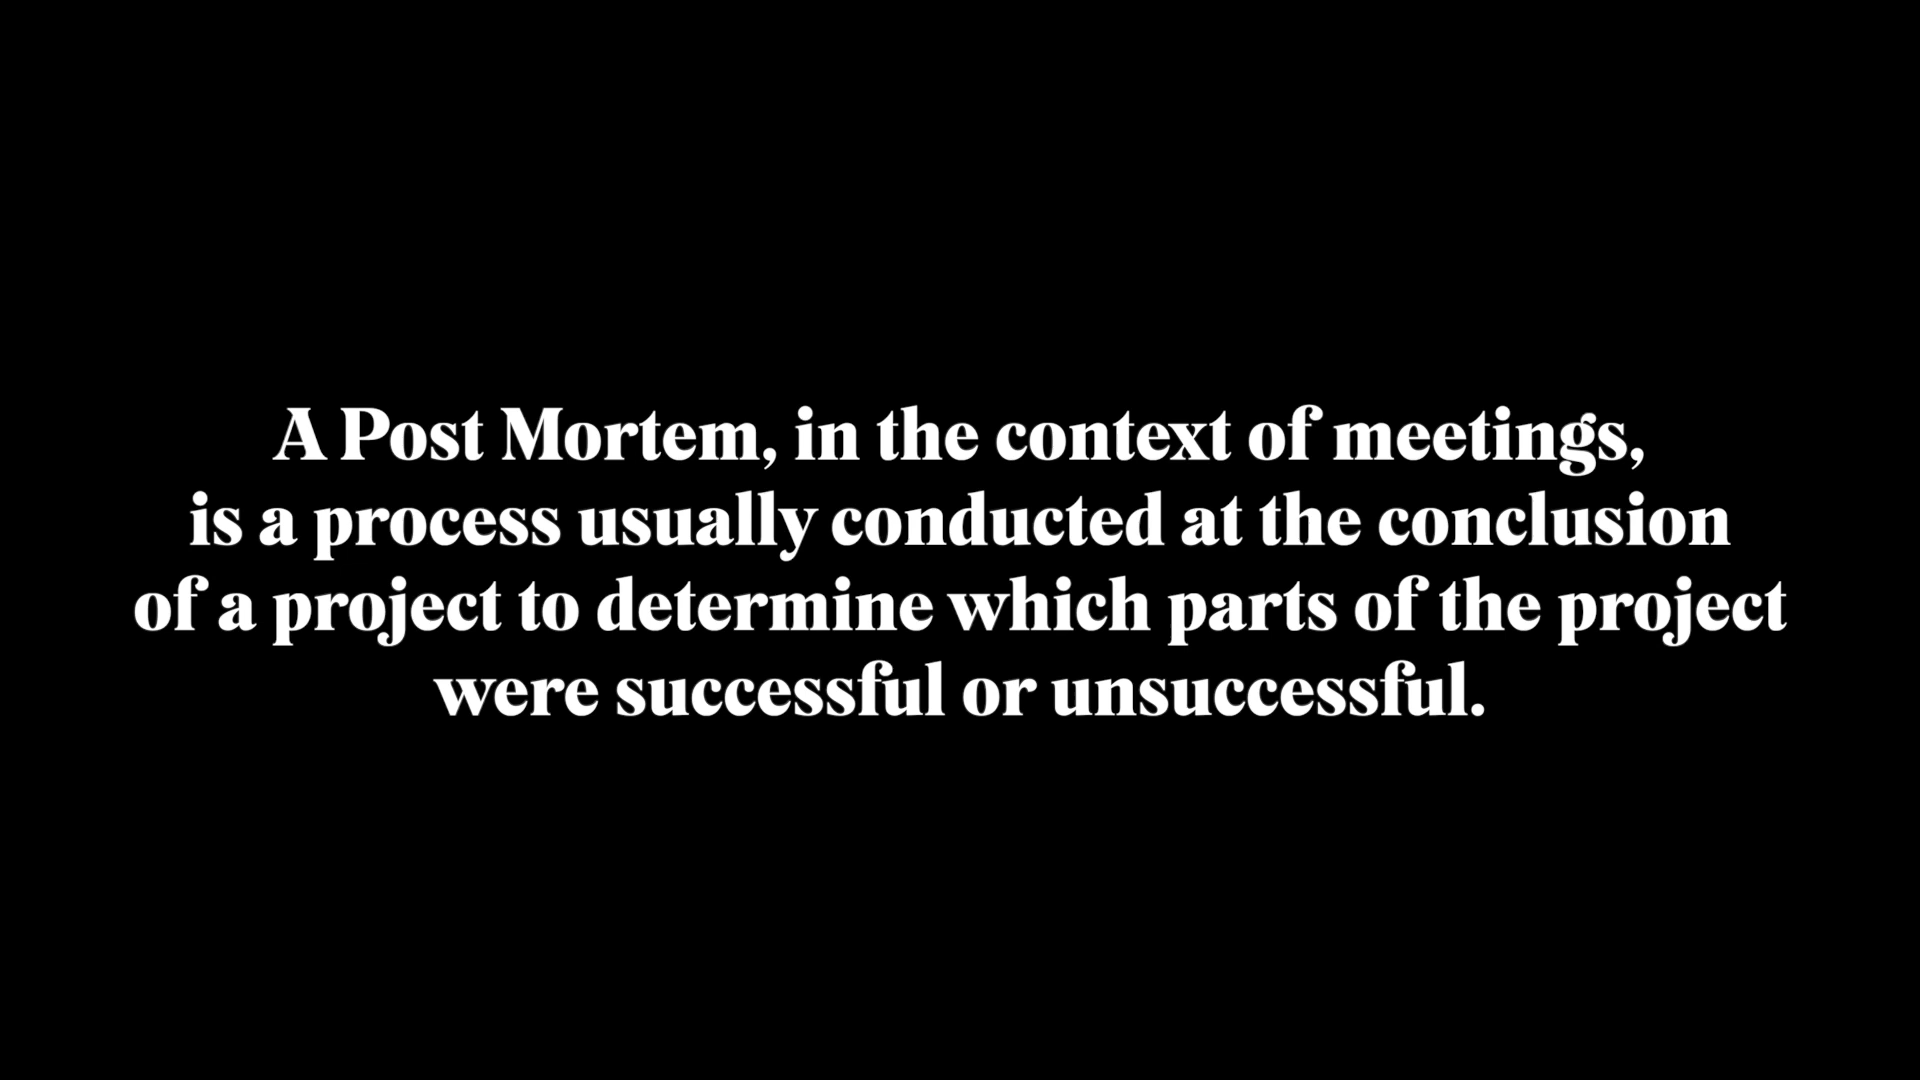 A Post Mortem, in the context of meetings,
is a process usually conducted at the conclusion
of a project to determine which parts of the project
were successful or unsuccessful.